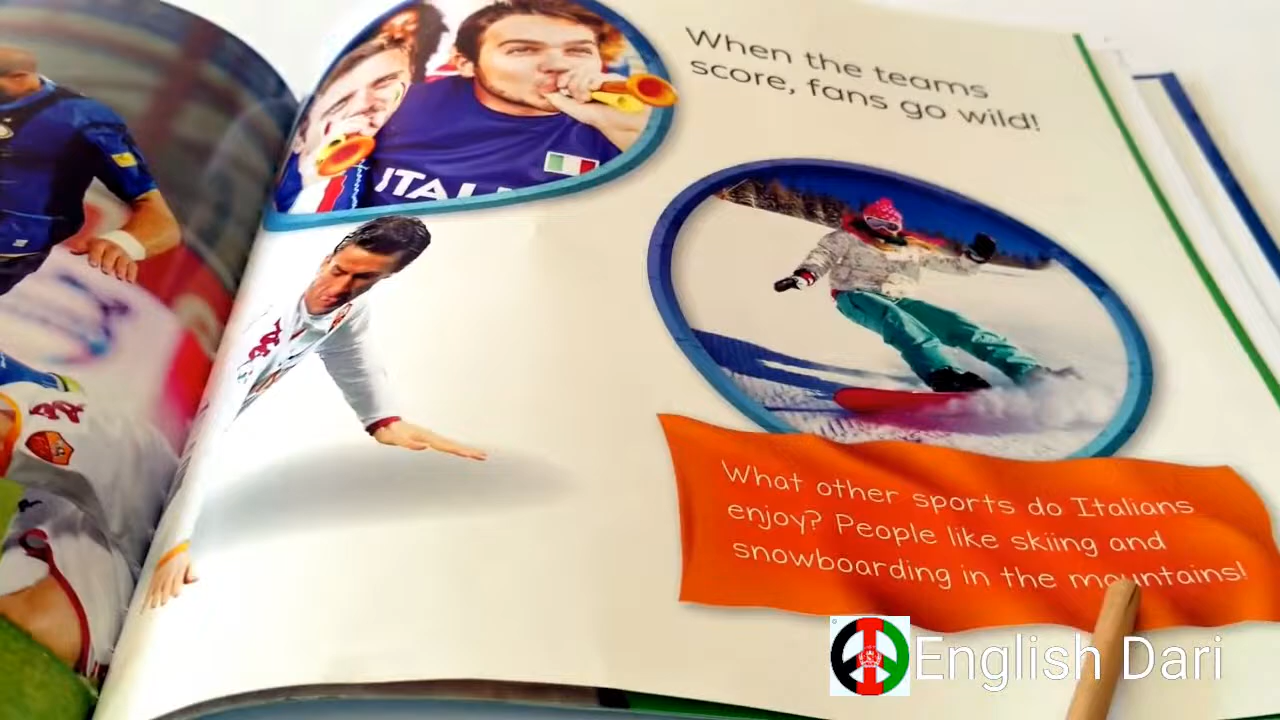 When the teams
score, fans go wild!
ITAL
What other sports do Italians
enjoy? People like skiing and
snowboarding in the mountains!
English Dari